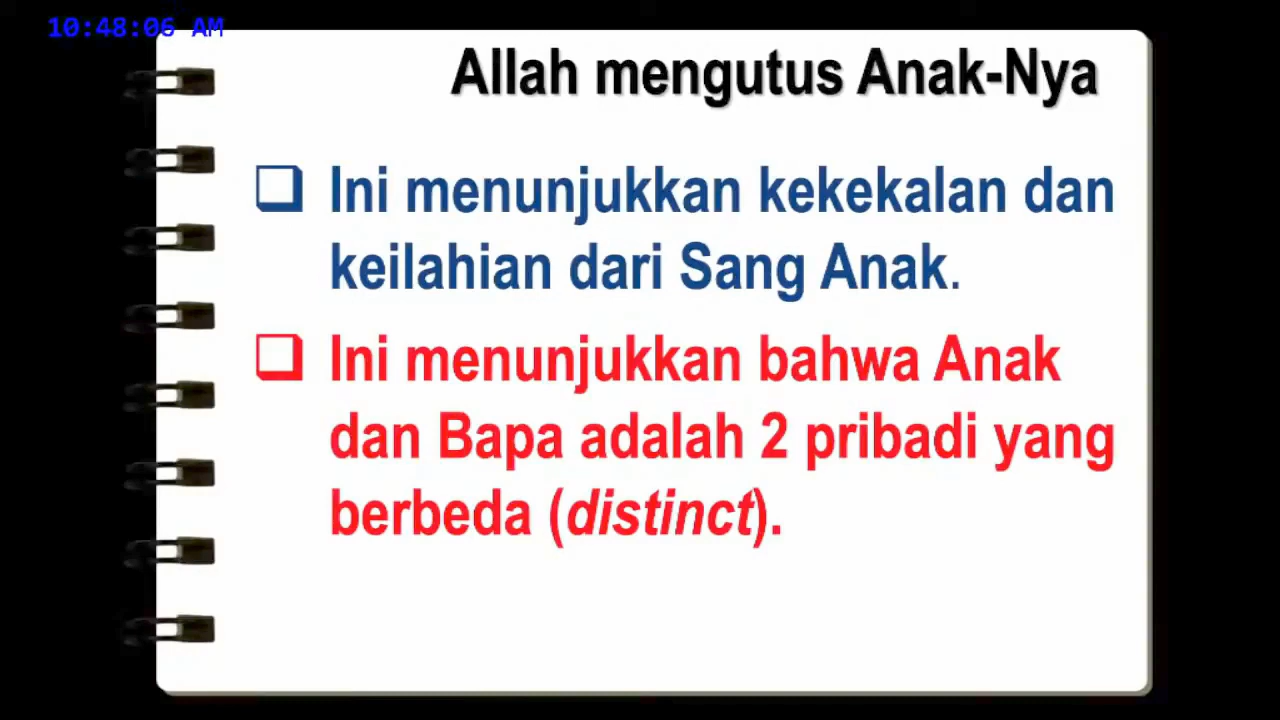 10:48:06 AM
Allah mengutus Anak-Nya
Ini menunjukkan kekekalan dan
keilahian dari Sang Anak.
Ini menunjukkan bahwa Anak
dan Bapa adalah 2 pribadi yang
berbeda (distinct).